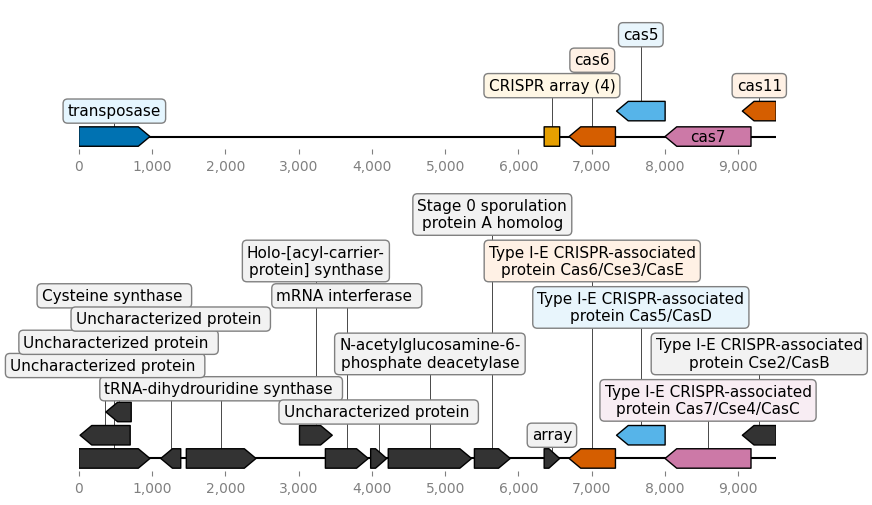 cas5
cas6
CRISPR array (4)
cas11
transposase
cas7
0 1,000 2,000 3,000 4,000 5,000 6,000 7,000 8,000 9,000
Stage 0 sporulation
protein A homolog
Holo-[acyl-carrier-
protein] synthase
Type I-E CRISPR-associated
protein Cas6/Cse3/CasE
Cysteine synthase
mRNA interferase
Type I-E CRISPR-associated
protein Cas5/CasD
Uncharacterized protein
Uncharacterized protein
N-acetylglucosamine-6-
phosphate deacetylase
Type I-E CRISPR-associated
protein Cse2/CasB
Uncharacterized protein
tRNA-dihydrouridine synthase
Type I-E CRISPR-associated
protein Cas7/Cse4/CasC
Uncharacterized protein
array
0 1,000 2,000 3,000 4,000 5,000 6,000 7,000 8,000 9,000